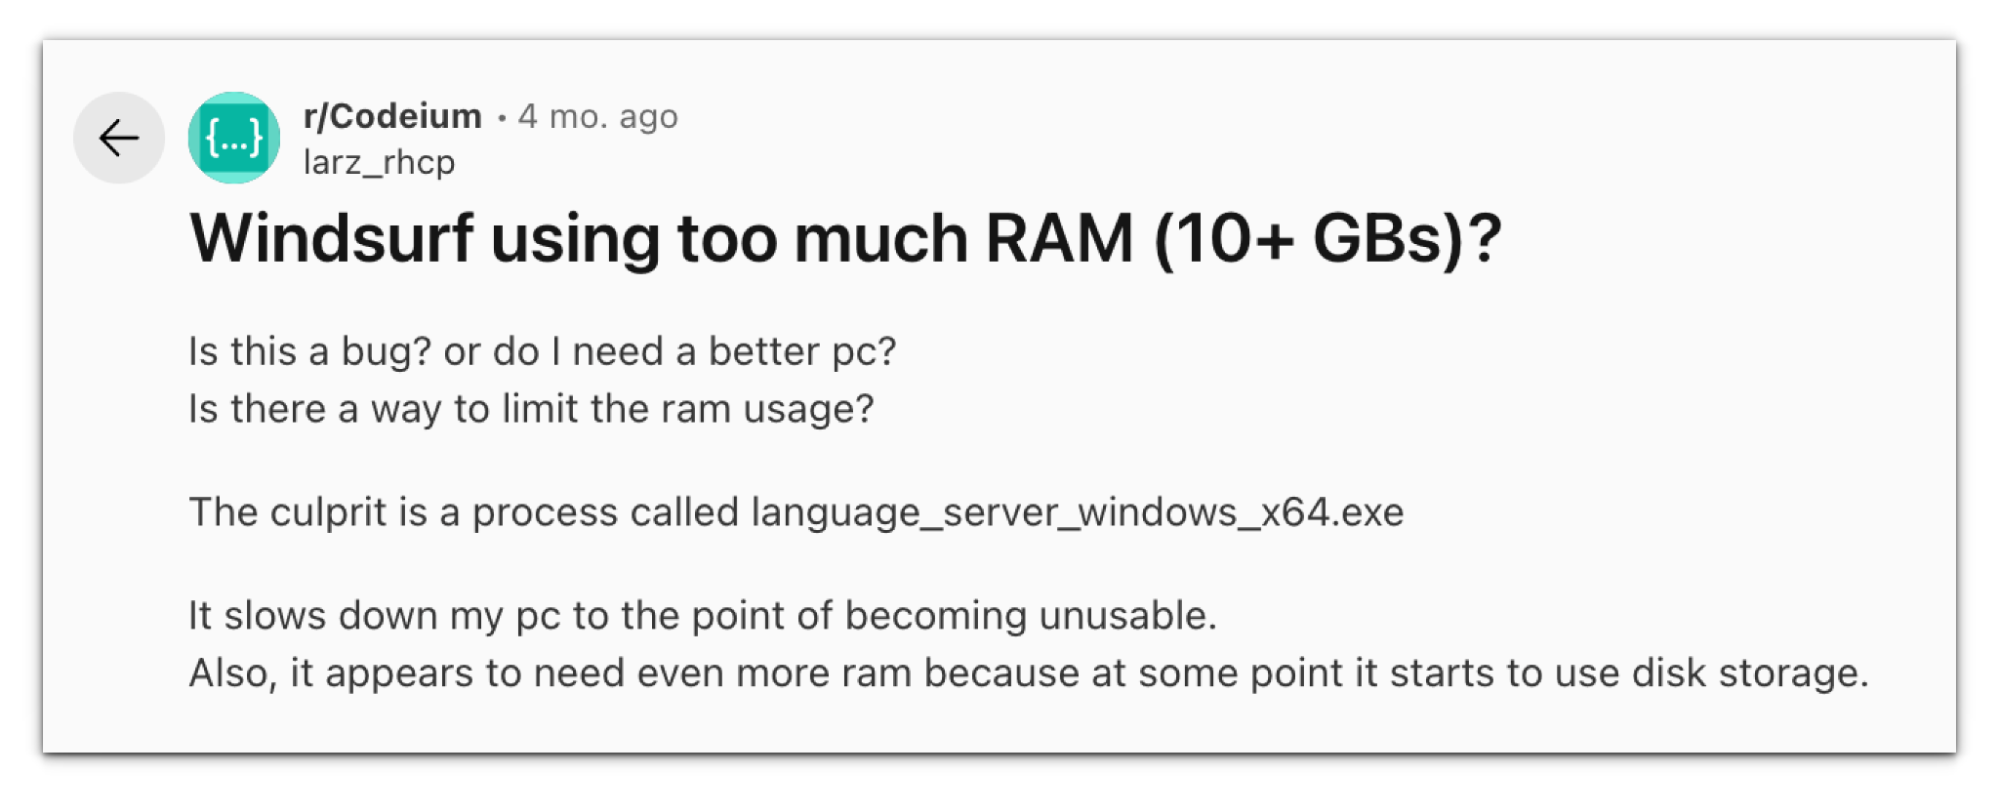 r/Codeium • 4 mo. ago
larz_rhcp
{...}
Windsurf using too much RAM (10+ GBs)?
Is this a bug? or do I need a better pc?
Is there a way to limit the ram usage?
The culprit is a process called language_server_windows_x64.exe
It slows down my pc to the point of becoming unusable.
Also, it appears to need even more ram because at some point it starts to use disk storage.